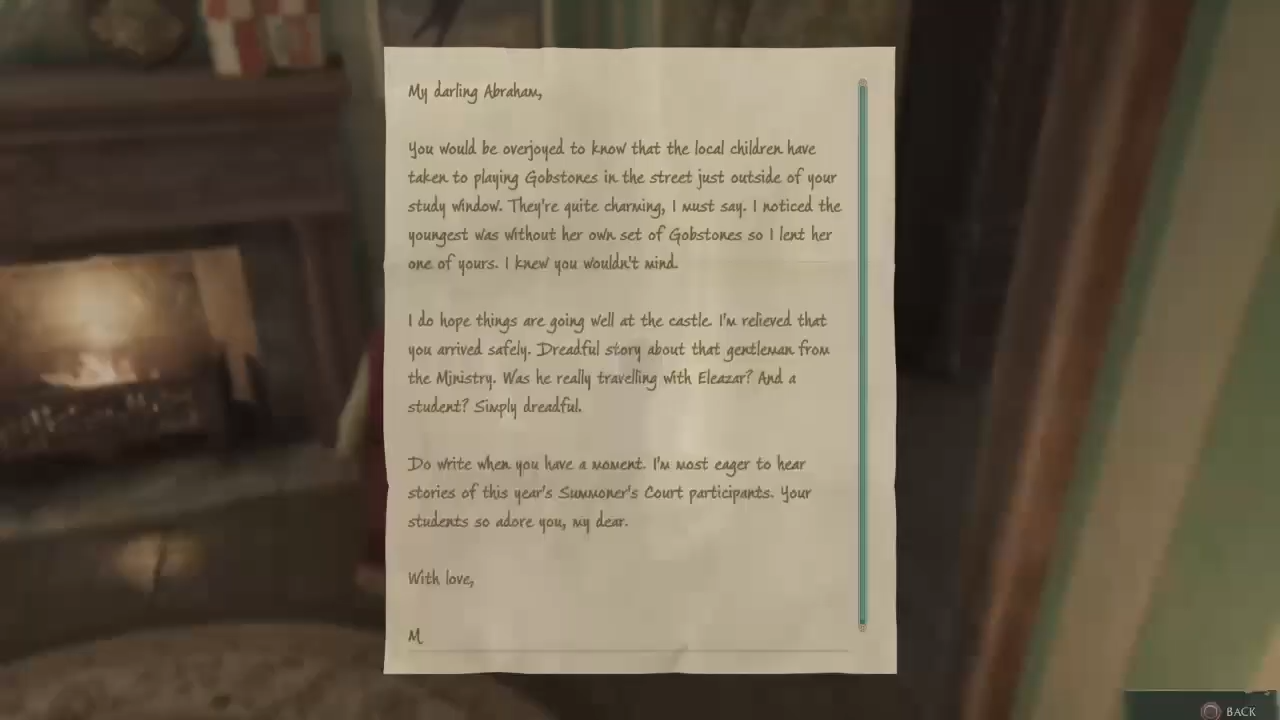 My darling Abraham,
You would be overjoyed to know that the local children have
taken to playing Gobstones in the street just outside of your
study window. They're quite charming, I must say. I noticed the
youngest was without her own set of Gobstones so I lent her
one of yours. I knew you wouldn't mind.
I do hope things are going well at the castle. I'm relieved that
you arrived safely. Dreadful story about that gentleman from
the Ministry. Was he really travelling with Eleazar? And a
student? Simply dreadful.
Do write when you have a moment. I'm most eager to hear
stories of this year's Summoner's Court participants. Your
students so adore you, my dear.
With love,
M
BACK